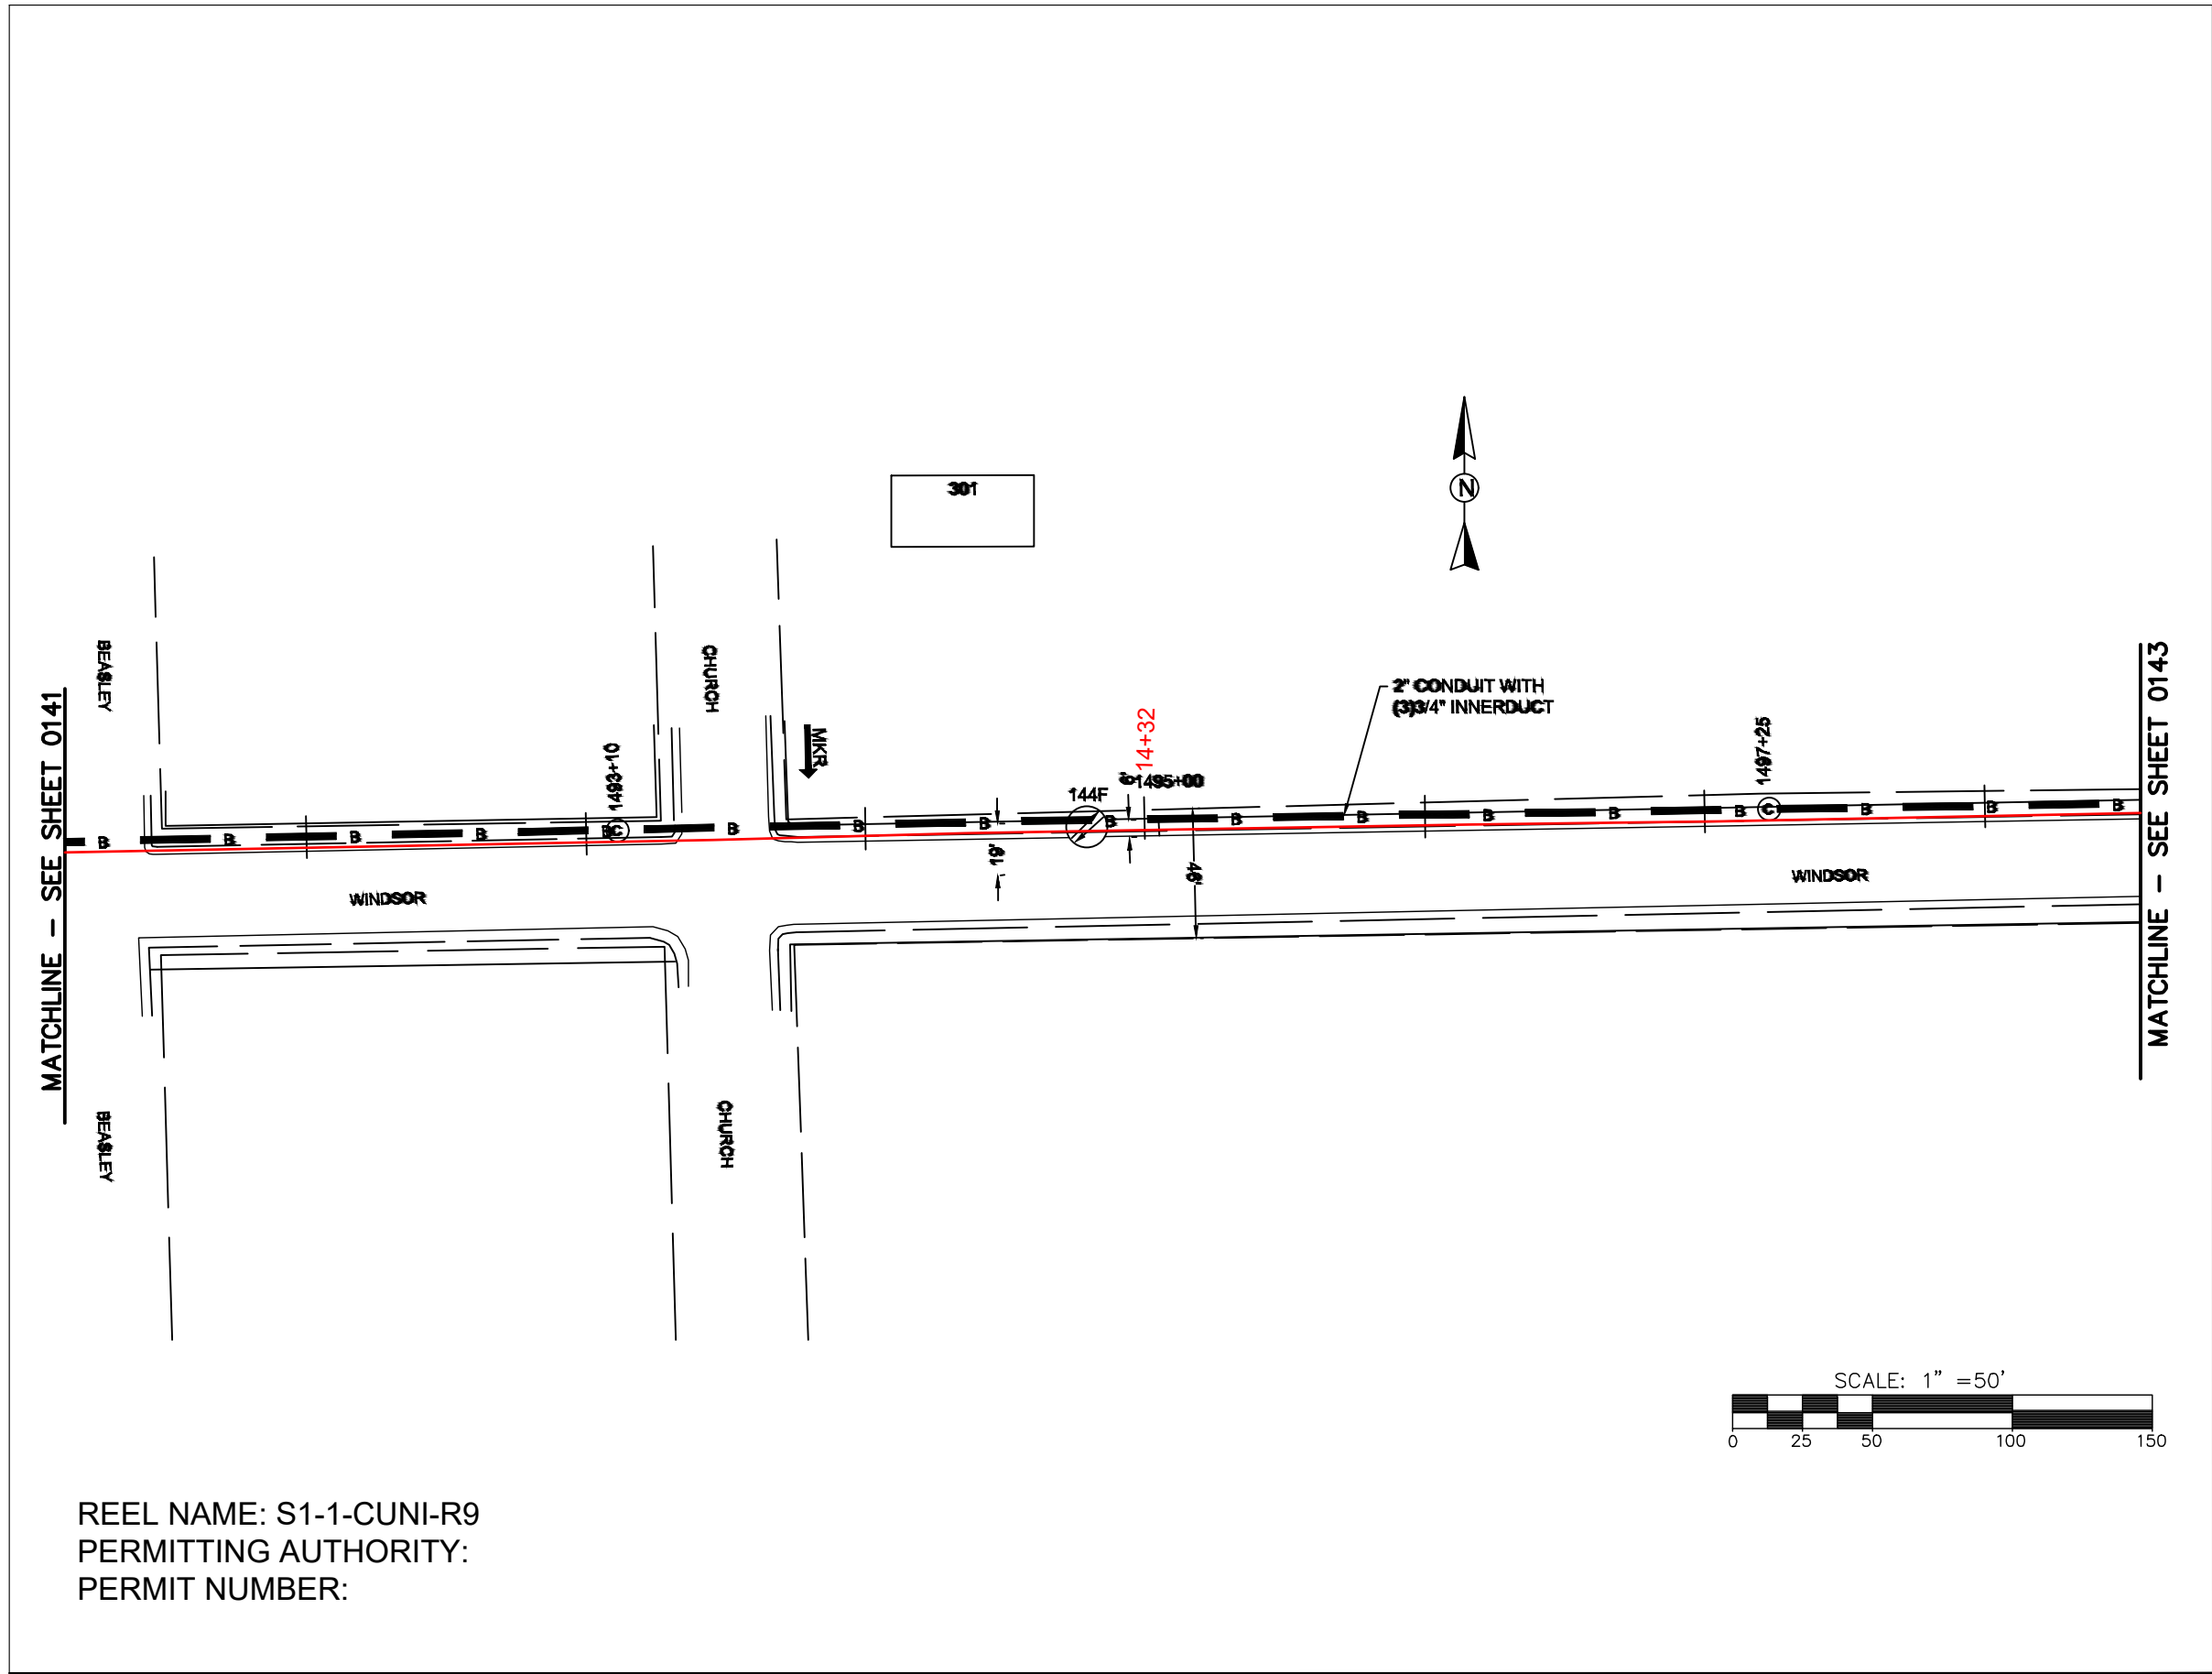 301
N
BEASLEY
CHURCH
MKR
14+32
2" CONDUIT WITH
(3)3/4" INNERDUCT
1493+10
1497+25
1495+00
144F
MATCHLINE - SEE SHEET 0141
MATCHLINE - SEE SHEET 0143
B B B B B C B B B B B B B B B B C B B B
19'
46'
WINDSOR
WINDSOR
BEASLEY
CHURCH
SCALE: 1" =50'
0 25 50 100 150
REEL NAME: S1-1-CUNI-R9
PERMITTING AUTHORITY:
PERMIT NUMBER: